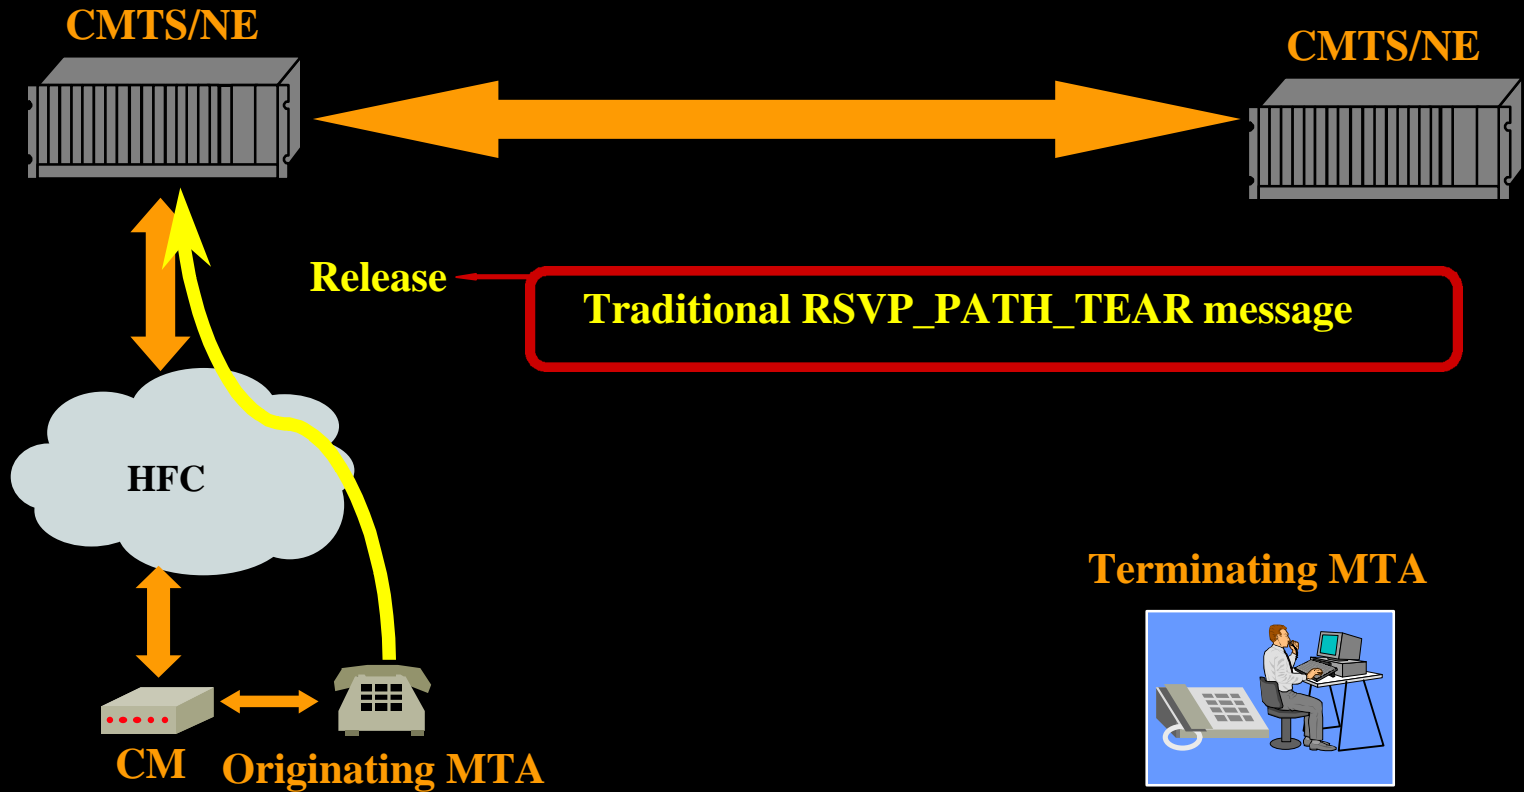 CMTS/NE
CMTS/NE
Release
Traditional RSVP_PATH_TEAR message
HFC
Terminating MTA
CM
Originating MTA